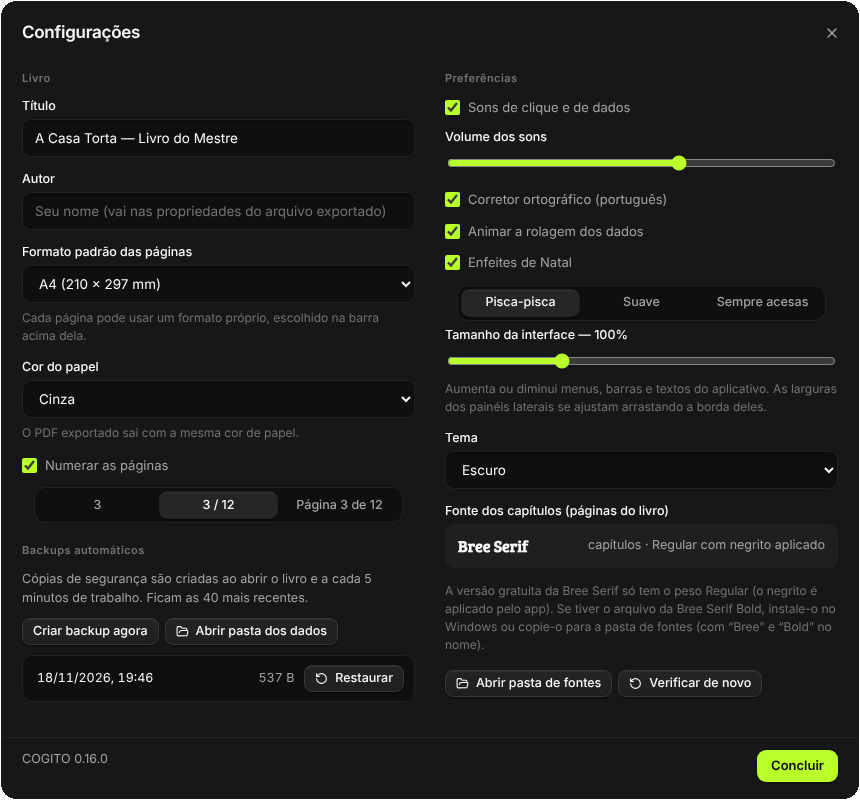 Configurações
Livro
Título
A Casa Torta — Livro do Mestre
Autor
Seu nome (vai nas propriedades do arquivo exportado)
Formato padrão das páginas
A4 (210 × 297 mm)
Cada página pode usar um formato próprio, escolhido na barra
acima dela.
Cor do papel
Cinza
O PDF exportado sai com a mesma cor de papel.
Numerar as páginas
3
3 / 12
Página 3 de 12
Backups automáticos
Cópias de segurança são criadas ao abrir o livro e a cada 5
minutos de trabalho. Ficam as 40 mais recentes.
Criar backup agora
Abrir pasta dos dados
18/11/2026, 19:46
537 B
Restaurar
Preferências
Sons de clique e de dados
Volume dos sons
Corretor ortográfico (português)
Animar a rolagem dos dados
Enfeites de Natal
Pisca-pisca
Suave
Sempre acesas
Tamanho da interface — 100%
Aumenta ou diminui menus, barras e textos do aplicativo. As larguras
dos painéis laterais se ajustam arrastando a borda deles.
Tema
Escuro
Fonte dos capítulos (páginas do livro)
Bree Serif
capítulos · Regular com negrito aplicado
A versão gratuita da Bree Serif só tem o peso Regular (o negrito é
aplicado pelo app). Se tiver o arquivo da Bree Serif Bold, instale-o no
Windows ou copie-o para a pasta de fontes (com “Bree” e “Bold” no
nome).
Abrir pasta de fontes
Verificar de novo
COGITO 0.16.0
Concluir